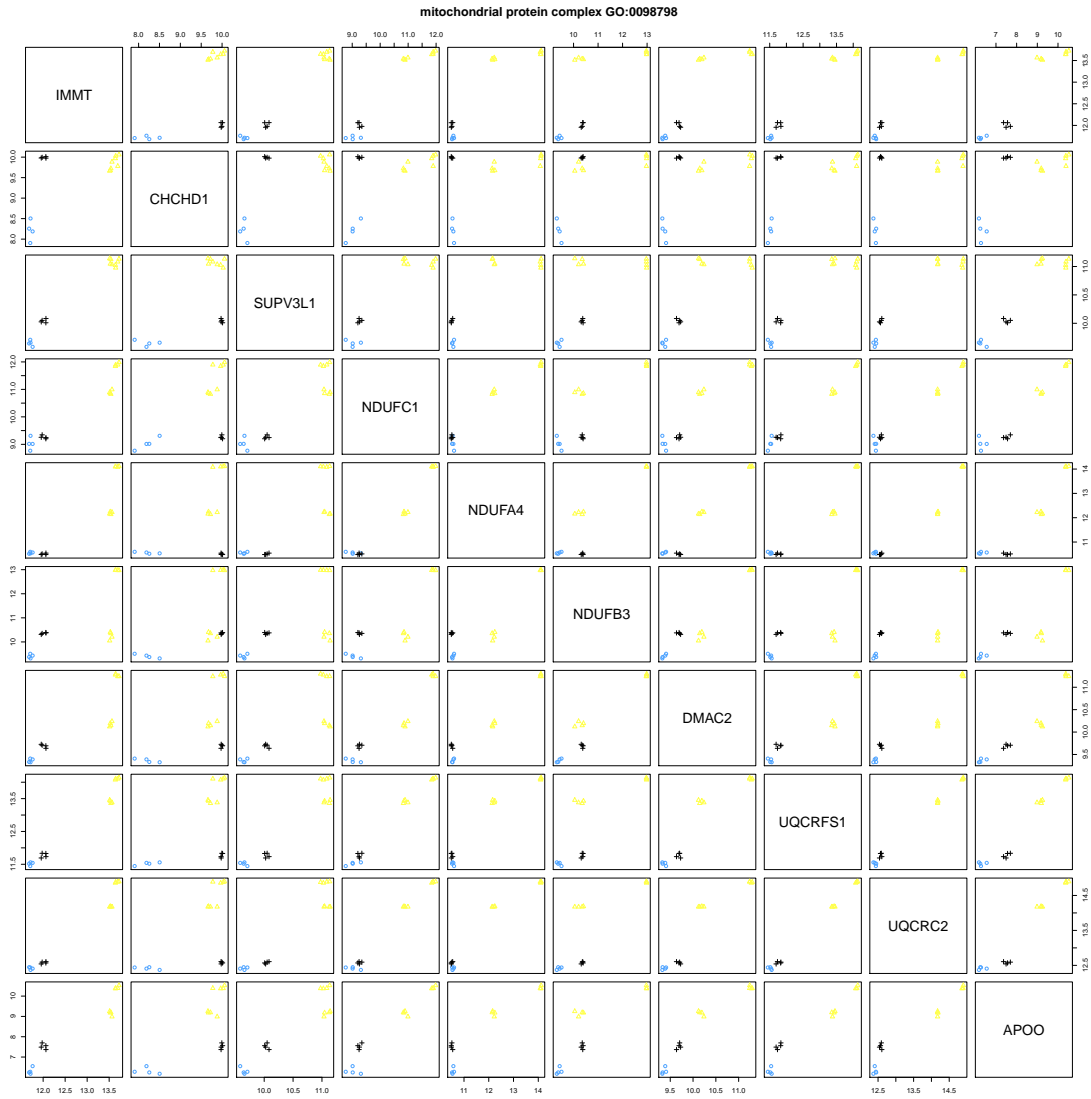 mitochondrial protein complex GO:0098798
8.0 8.5 9.0 9.5 10.0
9.0 10.0 11.0 12.0
10 11 12 13
11.5 12.5 13.5
7 8 9 10
IMMT
12.0 12.5 13.0 13.5
8.0 8.5 9.0 9.5 10.0
CHCHD1
SUPV3L1
10.0 10.5 11.0
9.0 10.0 11.0 12.0
NDUFC1
NDUFA4
11 12 13 14
10 11 12 13
NDUFB3
DMAC2
9.5 10.0 10.5 11.0
11.5 12.5 13.5
UQCRFS1
UQCRC2
12.5 13.5 14.5
7 8 9 10
APOO
12.0 12.5 13.0 13.5
10.0 10.5 11.0
11 12 13 14
9.5 10.0 10.5 11.0
12.5 13.5 14.5